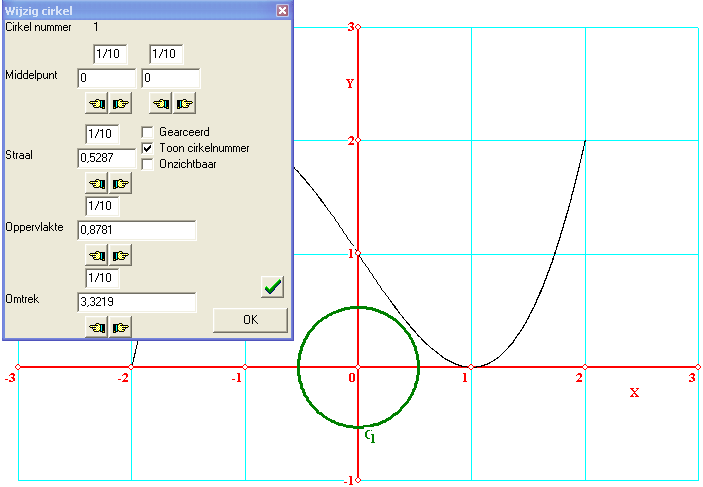 Wijzig cirkel
Cirkel nummer 1
1/10 1/10
Middelpunt 0 0
1/10
Gearceerd
Toon cirkelnummer
Straal 0,5287
Onzichtbaar
1/10
Oppervlakte 0,8781
1/10
Omtrek 3,3219
OK
3
Y
2
1
-3 -2 -1 0 1 2 3
X
C1
-1